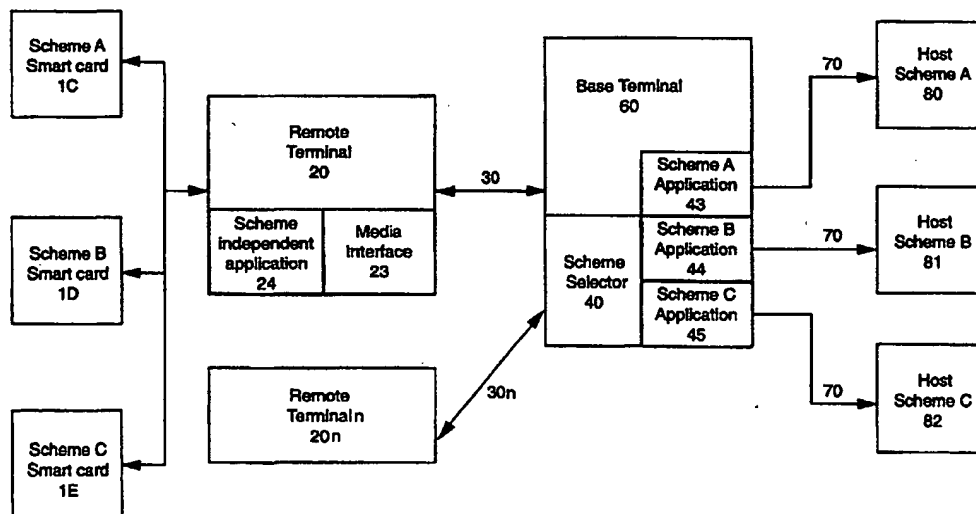 Scheme A
Smart card
1C
Scheme B
Smart card
1D
Scheme C
Smart card
1E
Remote
Terminal
20
Scheme
independent
application
24
Media
Interface
23
Remote
Terminal n
20n
30
30n
Base Terminal
60
Scheme
Selector
40
Scheme A
Application
43
Scheme B
Application
44
Scheme C
Application
45
70
70
70
Host
Scheme A
80
Host
Scheme B
81
Host
Scheme C
82